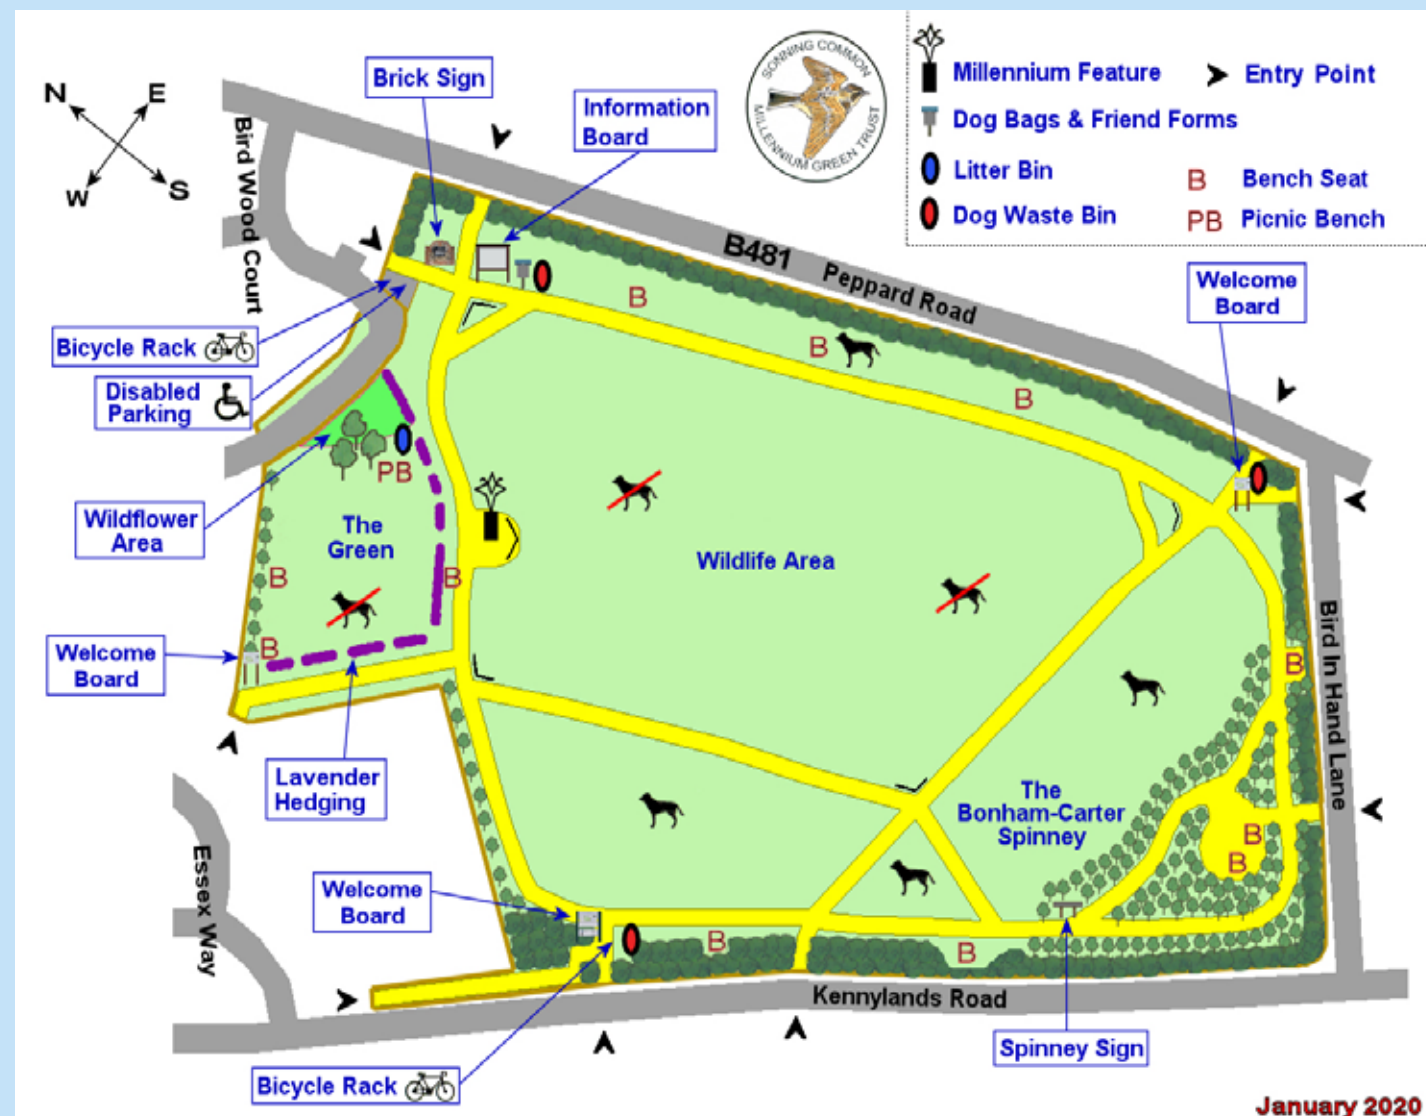 N
E
W
S
Bird Wood Court
Brick Sign
Information
Board
SONNING COMMON
MILLENNIUM GREEN TRUST
Millennium Feature
Entry Point
Dog Bags & Friend Forms
Litter Bin
Bench Seat
Dog Waste Bin
PB
Picnic Bench
B
B481
Peppard Road
Welcome
Board
Bicycle Rack
Disabled
Parking
B
B
B
PB
Wildflower
Area
The
Green
Wildlife Area
B
B
B
Welcome
Board
Lavender
Hedging
Bird In Hand Lane
B
The
Bonham-Carter
Spinney
B
B
Essex Way
Welcome
Board
B
B
Kennylands Road
Spinney Sign
Bicycle Rack
January 2020